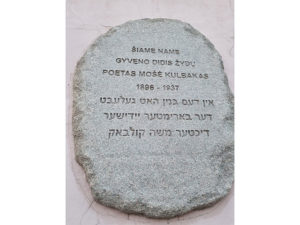 ŠIAME NAME
GYVENO DIDIS ŽYDŲ
POETAS MOŠĖ KULBAKAS
1896 - 1937
אין דעם בנין האט געלעבט
דער בארימטער יידישער
דיכטער משה קולבאק